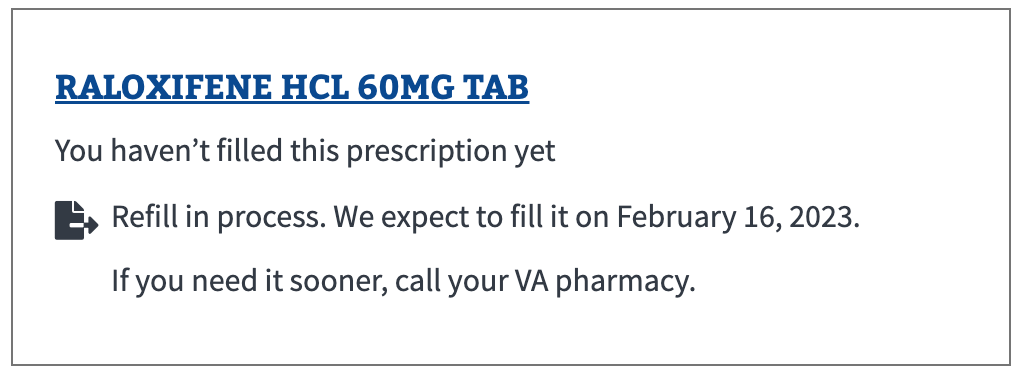 RALOXIFENE HCL 60MG TAB
You haven’t filled this prescription yet
Refill in process. We expect to fill it on February 16, 2023.
If you need it sooner, call your VA pharmacy.